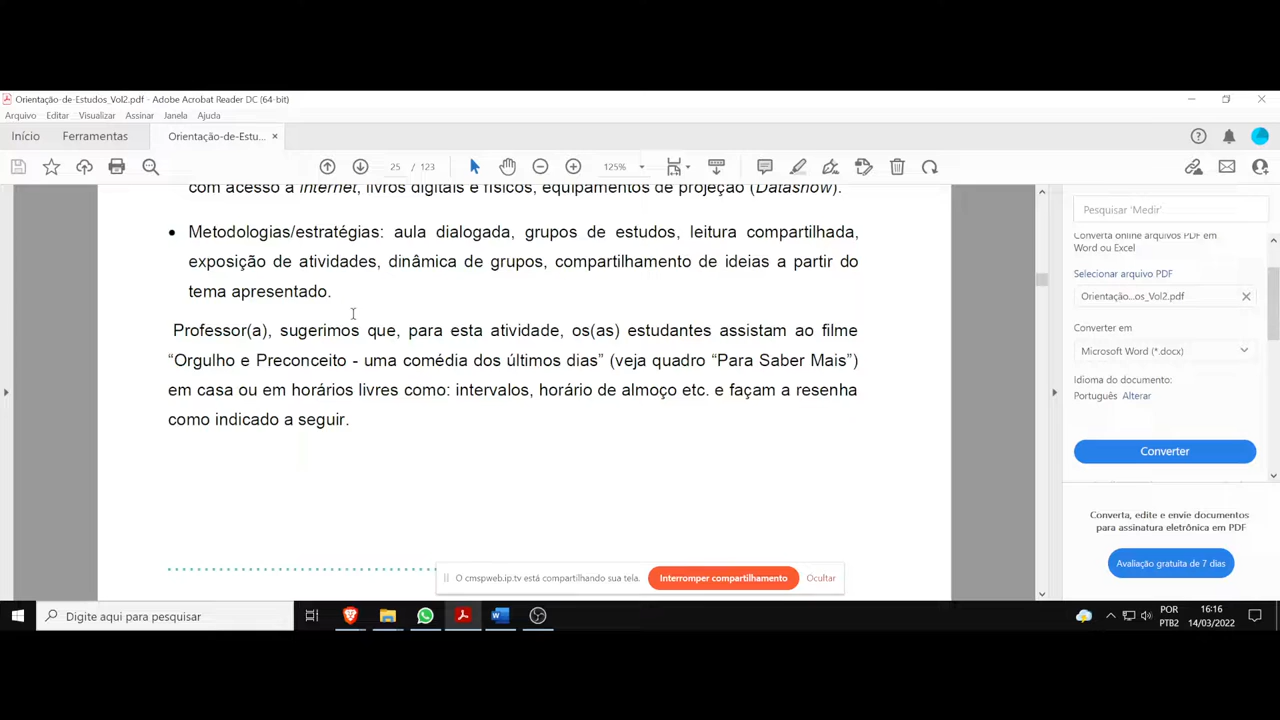 Orientação-de-Estudos_Vol2.pdf - Adobe Acrobat Reader DC (64-bit)
Arquivo Editar Visualizar Assinar Janela Ajuda
Início Ferramentas Orientação-de-Estu... ×
25 / 123 125%
com acesso à internet, livros digitais e físicos, equipamentos de projeção (Datashow).
• Metodologias/estratégias: aula dialogada, grupos de estudos, leitura compartilhada,
exposição de atividades, dinâmica de grupos, compartilhamento de ideias a partir do
tema apresentado.
Professor(a), sugerimos que, para esta atividade, os(as) estudantes assistam ao filme
“Orgulho e Preconceito - uma comédia dos últimos dias” (veja quadro “Para Saber Mais”)
em casa ou em horários livres como: intervalos, horário de almoço etc. e façam a resenha
como indicado a seguir.
Pesquisar 'Medir'
Converta online arquivos PDF em
Word ou Excel
Selecionar arquivo PDF
Orientação...os_Vol2.pdf
Converter em
Microsoft Word (*.docx)
Idioma do documento:
Português Alterar
Converter
Converta, edite e envie documentos
para assinatura eletrônica em PDF
Avaliação gratuita de 7 dias
O cmspweb.ip.tv está compartilhando sua tela. Interromper compartilhamento Ocultar
Digite aqui para pesquisar
POR
PTB2
16:16
14/03/2022